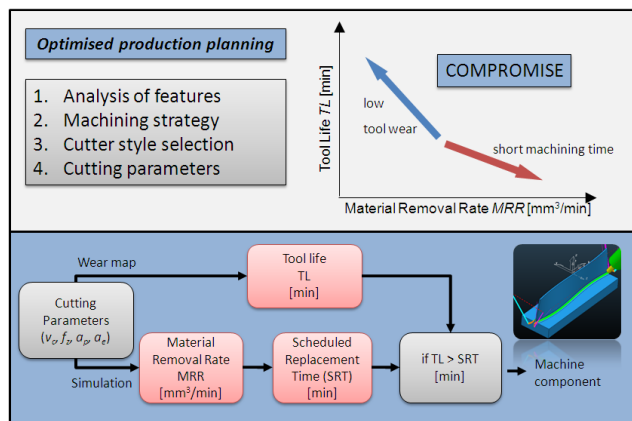 Optimised production planning
1. Analysis of features
2. Machining strategy
3. Cutter style selection
4. Cutting parameters
Tool Life TL [min]
COMPROMISE
low
tool wear
short machining time
Material Removal Rate MRR [mm³/min]
Wear map
Tool life
TL
[min]
Cutting
Parameters
(vc, fz, ap, ae)
Simulation
Material
Removal Rate
MRR
[mm³/min]
Scheduled
Replacement
Time (SRT)
[min]
if TL > SRT
[min]
Machine
component